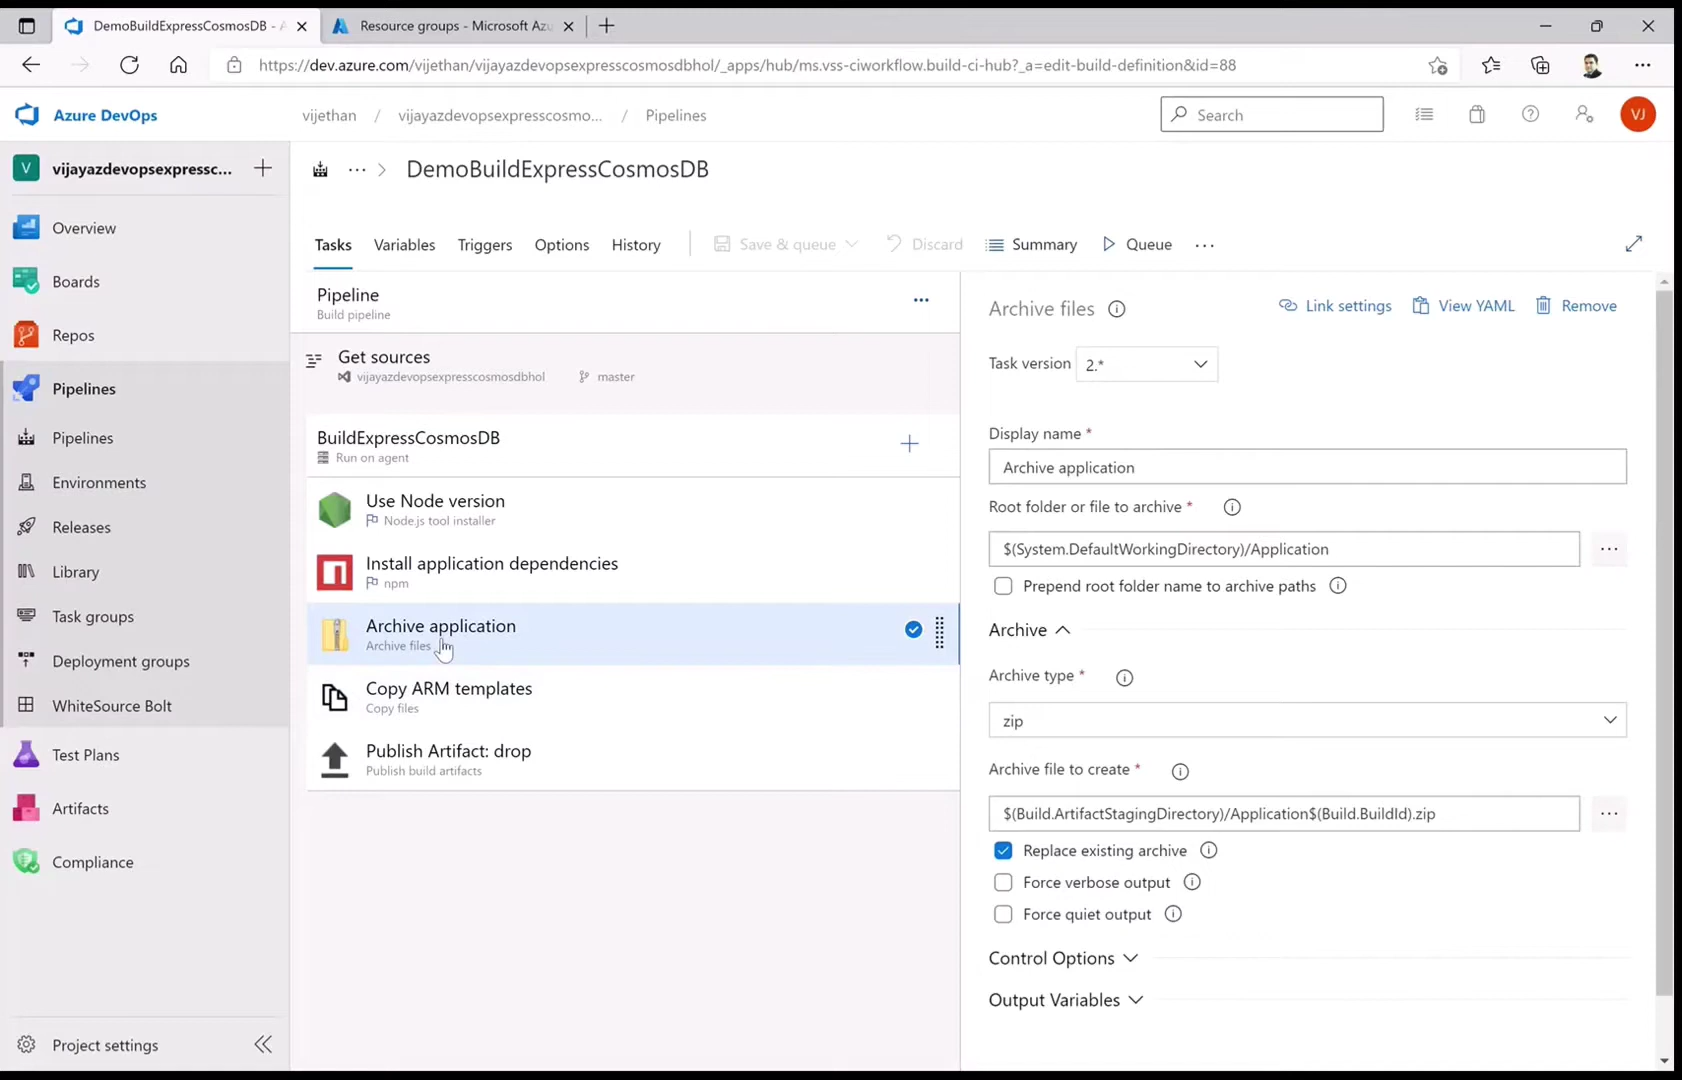 DemoBuildExpressCosmosDB - A
Resource groups - Microsoft Azu
https://dev.azure.com/vijethan/vijayazdevopsexpresscosmosdbhol/_apps/hub/ms.vss-ciworkflow.build-ci-hub?_a=edit-build-definition&id=88
Azure DevOps
vijethan / vijayazdevopsexpresscosmo... / Pipelines
Search
VJ
V vijayazdevopsexpressc...
Overview
Boards
Repos
Pipelines
Pipelines
Environments
Releases
Library
Task groups
Deployment groups
WhiteSource Bolt
Test Plans
Artifacts
Compliance
Project settings
... > DemoBuildExpressCosmosDB
Tasks Variables Triggers Options History Save & queue Discard Summary Queue ...
Pipeline
Build pipeline
Get sources
vijayazdevopsexpresscosmosdbhol master
BuildExpressCosmosDB
Run on agent
Use Node version
Node.js tool installer
Install application dependencies
npm
Archive application
Archive files
Copy ARM templates
Copy files
Publish Artifact: drop
Publish build artifacts
Archive files Link settings View YAML Remove
Task version 2.*
Display name *
Archive application
Root folder or file to archive *
$(System.DefaultWorkingDirectory)/Application
Prepend root folder name to archive paths
Archive
Archive type *
zip
Archive file to create *
$(Build.ArtifactStagingDirectory)/Application$(Build.BuildId).zip
Replace existing archive
Force verbose output
Force quiet output
Control Options
Output Variables